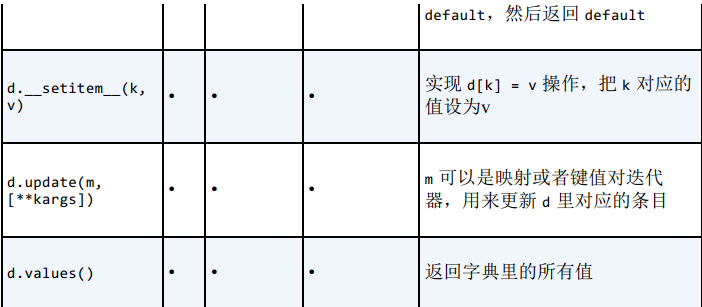 default，然后返回 default
d.__setitem__(k,
v)
• • •
实现 d[k] = v 操作，把 k 对应的
值设为v
d.update(m,
[**kargs])
• • •
m 可以是映射或者键值对迭代
器，用来更新 d 里对应的条目
d.values()
• • •
返回字典里的所有值